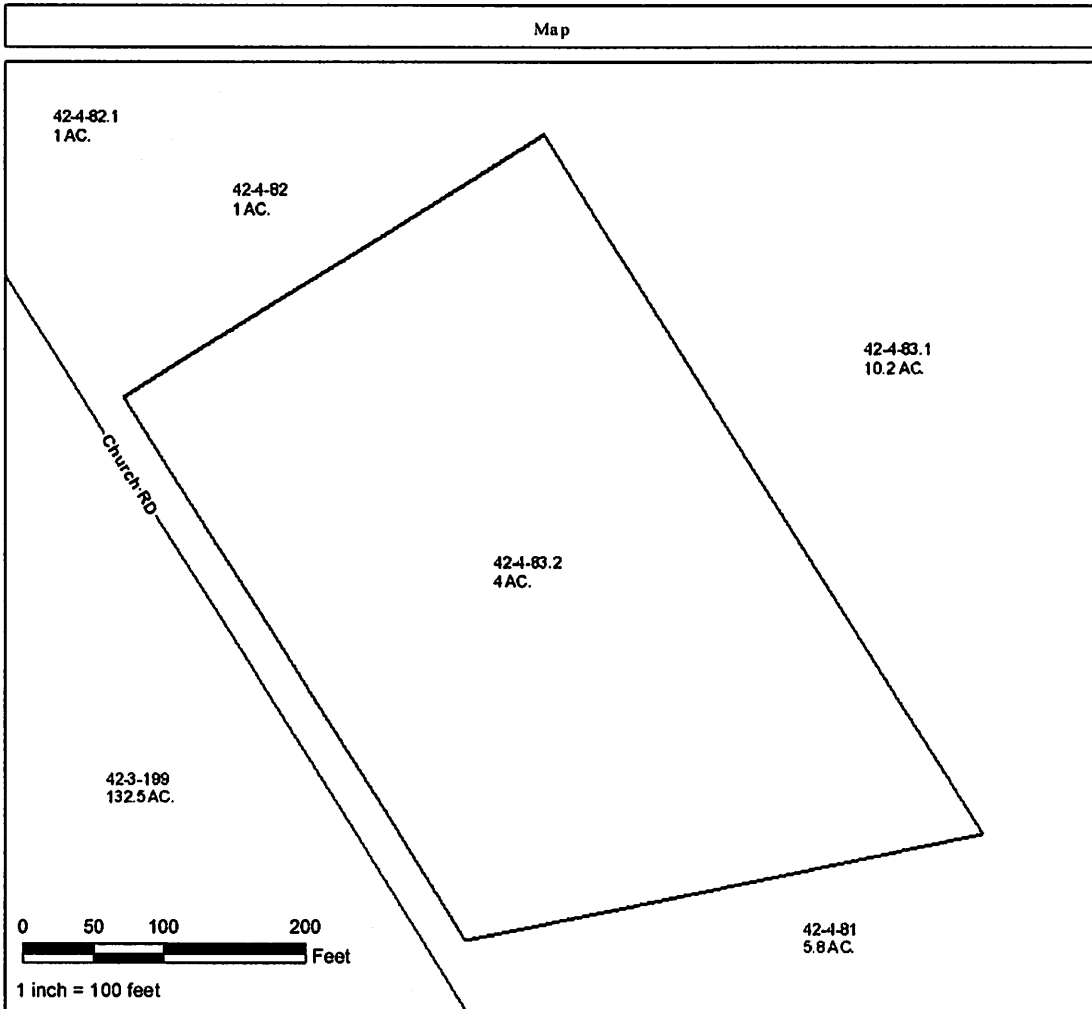 Map
42-4-82.1
1 AC.
42-4-82
1 AC.
42-4-83.1
10.2 AC.
Church RD
42-4-83.2
4 AC.
42-3-199
132.5 AC.
42-4-81
5.8 AC.
0 50 100 200
Feet
1 inch = 100 feet